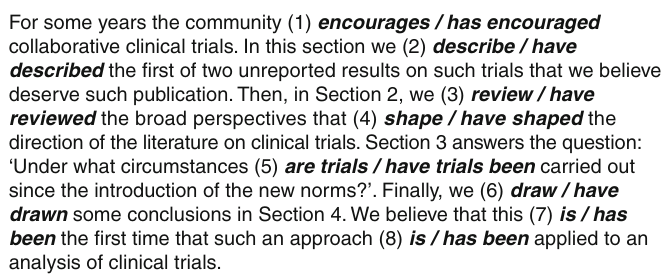 For some years the community (1) encourages / has encouraged
collaborative clinical trials. In this section we (2) describe / have
described the first of two unreported results on such trials that we believe
deserve such publication. Then, in Section 2, we (3) review / have
reviewed the broad perspectives that (4) shape / have shaped the
direction of the literature on clinical trials. Section 3 answers the question:
‘Under what circumstances (5) are trials / have trials been carried out
since the introduction of the new norms?’. Finally, we (6) draw / have
drawn some conclusions in Section 4. We believe that this (7) is / has
been the first time that such an approach (8) is / has been applied to an
analysis of clinical trials.